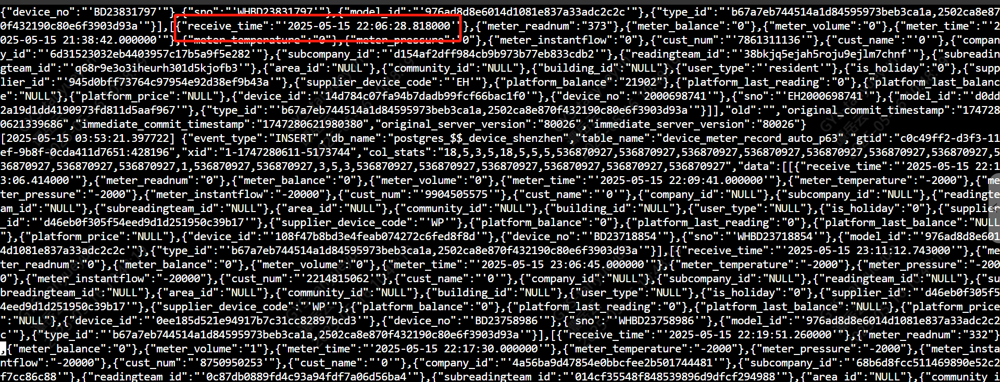 {"device_no":"'BD23831797'"},{"sno":"'WHBD23831797'"},{"model_id":"'976ad8d8e6014d1081e837a33adc2c2c'"},{"type_id":"'b67a7eb744514a1d84595973beb3ca1a,2502ca8e87
0f432190c80e6f3903d93a'"}],[{"receive_time":"'2025-05-15 22:06:28.818000'"},{"meter_readnum":"373"},{"meter_balance":"0"},{"meter_volume":"0"},{"meter_time":"'2
025-05-15 21:38:42.000000'"},{"meter_temperature":"0"},{"meter_pressure":"0"},{"meter_instantflow":"0"},{"cust_num":"'7861311136'"},{"cust_name":"'0'"},{"compan
y_id":"'6d31523032eb4403957c17b5a9f5e282'"},{"subcompany_id":"'d154af2dff984cb9b973b77eb833cdb2'"},{"readingteam_id":"'38bkjq5ejah5roju9ejlm7chnf'"},{"subreadin
gteam_id":"'q68r9e3o3iheurh301d5kjofb3'"},{"area_id":"NULL"},{"community_id":"NULL"},{"building_id":"NULL"},{"user_type":"'resident'"},{"is_holiday":"0"},{"supp
lier_id":"'945d0bff73764c97954e92d38ef9b43a'"},{"supplier_device_code":"'EH'"},{"platform_balance":"21902"},{"platform_last_reading":"0"},{"platform_last_balanc
e":"NULL"},{"platform_price":"NULL"},{"device_id":"'14d784c07fa94b7dadb99fcf66bac1f0'"},{"device_no":"'2000698741'"},{"sno":"'EH2000698741'"},{"model_id":"'d0dd
2a19d1dd4190973fd811d5aaf967'"},{"type_id":"'b67a7eb744514a1d84595973beb3ca1a,2502ca8e870f432190c80e6f3903d93a'"}]],"old":"","original_commit_timestamp":"174728
0621339686","immediate_commit_timestamp":"1747280621980380","original_server_version":"80026","immediate_server_version":"80026"}
[2025-05-15 03:53:21.397722] {"event_type":"INSERT","db_name":"postgres_$$_device_shenzhen","table_name":"device_meter_record_auto_p63","gtid":"c0c49ff2-d3f3-11
ef-9b8f-0cda411d7651:428196","xid":"1-1747280611-5173744","col_stats":"18,5,3,5,18,5,5,5,536870927,536870927,536870927,536870927,536870927,536870927,536870927,5
36870927,536870927,536870927,1,536870927,536870927,3,5,3,536870927,536870927,536870927,536870927,536870927,536870927","data":[[{"receive_time":"'2025-05-15 22:1
3:06.414000'"},{"meter_readnum":"0"},{"meter_balance":"0"},{"meter_volume":"0"},{"meter_time":"'2025-05-15 22:09:41.000000'"},{"meter_temperature":"-2000"},{"me
ter_pressure":"-2000"},{"meter_instantflow":"-20000"},{"cust_num":"'9904505575'"},{"cust_name":"'0'"},{"company_id":"NULL"},{"subcompany_id":"NULL"},{"readingte
am_id":"NULL"},{"subreadingteam_id":"NULL"},{"area_id":"NULL"},{"community_id":"NULL"},{"building_id":"NULL"},{"user_type":"NULL"},{"is_holiday":"0"},{"supplier
_id":"'d46eb0f305f54eed9d1d251950c39b17'"},{"supplier_device_code":"'WP'"},{"platform_balance":"0"},{"platform_last_reading":"0"},{"platform_last_balance":"NULL
"},{"platform_price":"NULL"},{"device_id":"'108f47b8bd3e4feab074272c6fed8f8d'"},{"device_no":"'BD23718854'"},{"sno":"'WHBD23718854'"},{"model_id":"'976ad8d8e601
4d1081e837a33adc2c2c'"},{"type_id":"'b67a7eb744514a1d84595973beb3ca1a,2502ca8e870f432190c80e6f3903d93a'"}],[{"receive_time":"'2025-05-15 23:11:12.743000'"},{"me
ter_readnum":"0"},{"meter_balance":"0"},{"meter_volume":"0"},{"meter_time":"'2025-05-15 23:06:45.000000'"},{"meter_temperature":"-2000"},{"meter_pressure":"-200
0"},{"meter_instantflow":"-20000"},{"cust_num":"'2214815062'"},{"cust_name":"'0'"},{"company_id":"NULL"},{"subcompany_id":"NULL"},{"readingteam_id":"NULL"},{"su
breadingteam_id":"NULL"},{"area_id":"NULL"},{"community_id":"NULL"},{"building_id":"NULL"},{"user_type":"NULL"},{"is_holiday":"0"},{"supplier_id":"'d46eb0f305f5
4eed9d1d251950c39b17'"},{"supplier_device_code":"'WP'"},{"platform_balance":"0"},{"platform_last_reading":"0"},{"platform_last_balance":"NULL"},{"platform_price
":"NULL"},{"device_id":"'0ee185d521e94917b7c31cc82897bcd3'"},{"device_no":"'BD23758986'"},{"sno":"'WHBD23758986'"},{"model_id":"'976ad8d8e6014d1081e837a33adc2c2
c'"},{"type_id":"'b67a7eb744514a1d84595973beb3ca1a,2502ca8e870f432190c80e6f3903d93a'"}],[{"receive_time":"'2025-05-15 22:19:51.260000'"},{"meter_readnum":"332"}
,{"meter_balance":"0"},{"meter_volume":"1"},{"meter_time":"'2025-05-15 22:17:30.000000'"},{"meter_temperature":"-2000"},{"meter_pressure":"-2000"},{"meter_insta
ntflow":"-20000"},{"cust_num":"'8750950253'"},{"cust_name":"'0'"},{"company_id":"'4a56ba9d47854e0bbcfee2b501744481'"},{"subcompany_id":"'68b6d8fcc511469890e52c2
f7cc86c88'"},{"readingteam_id":"'0c87db0889fd4c93a94fdf7a06d56ba4'"},{"subreadingteam_id":"'014cf35548f848539896d9dfcf294988'"},{"area_id":"NULL"},{"community_i